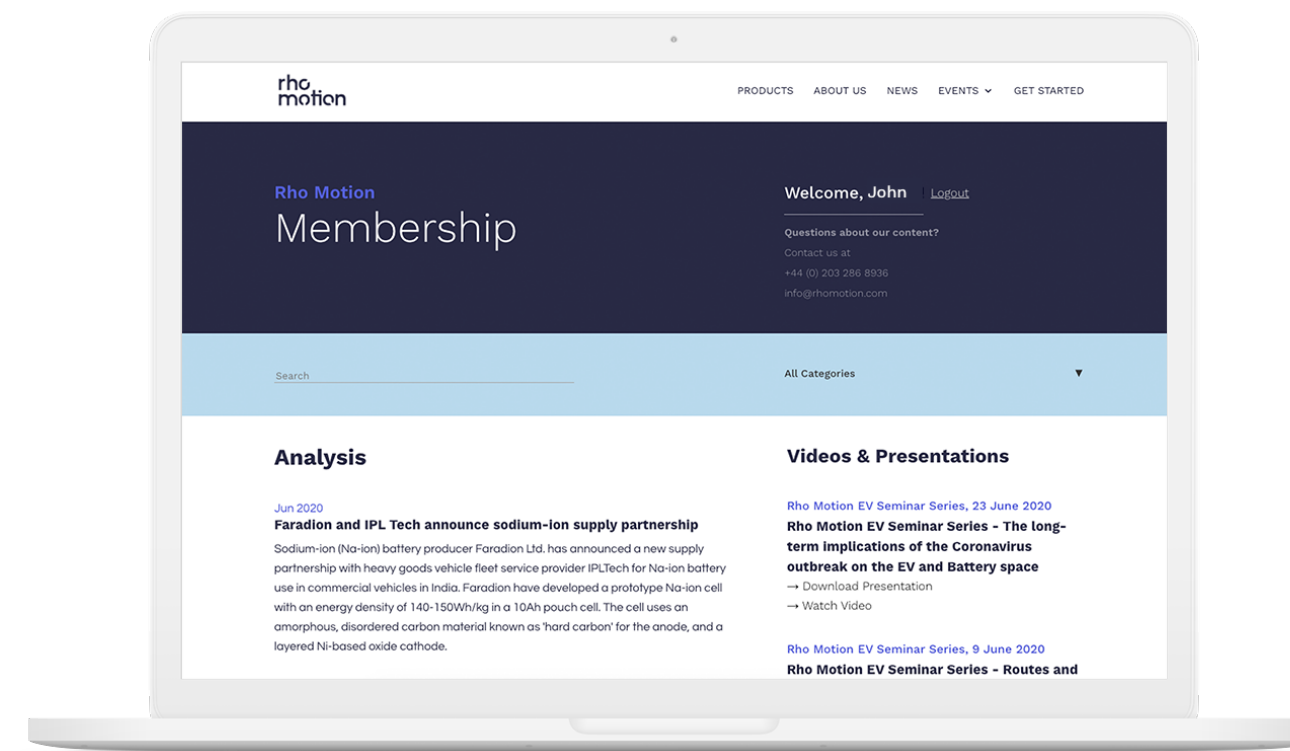 rho
motion
PRODUCTS ABOUT US NEWS EVENTS GET STARTED
Rho Motion
Membership
Welcome, John | Logout
Questions about our content?
Contact us at
+44 (0) 203 286 8936
info@rhomotion.com
Search
All Categories ▼
Analysis
Jun 2020
Faradion and IPL Tech announce sodium-ion supply partnership
Sodium-ion (Na-ion) battery producer Faradion Ltd. has announced a new supply
partnership with heavy goods vehicle fleet service provider IPLTech for Na-ion battery
use in commercial vehicles in India. Faradion have developed a prototype Na-ion cell
with an energy density of 140-150Wh/kg in a 10Ah pouch cell. The cell uses an
amorphous, disordered carbon material known as 'hard carbon' for the anode, and a
layered Ni-based oxide cathode.
Videos & Presentations
Rho Motion EV Seminar Series, 23 June 2020
Rho Motion EV Seminar Series - The long-
term implications of the Coronavirus
outbreak on the EV and Battery space
→ Download Presentation
→ Watch Video
Rho Motion EV Seminar Series, 9 June 2020
Rho Motion EV Seminar Series - Routes and